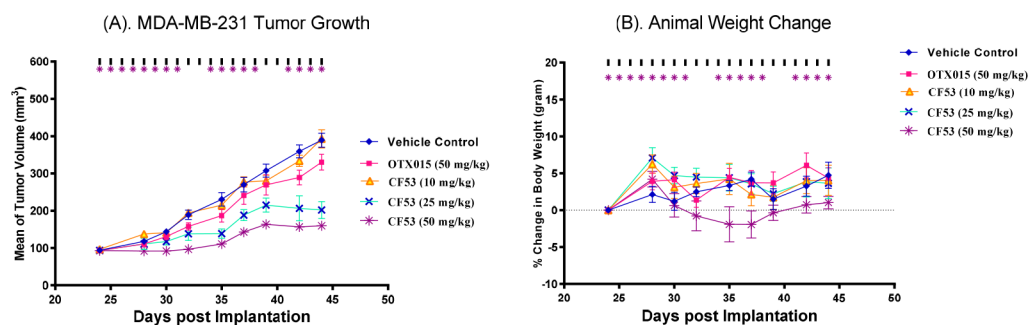 (A). MDA-MB-231 Tumor Growth
600
500
400
300
200
100
0
20
25
30
35
40
45
50
Mean of Tumor Volume (mm³)
Days post Implantation
Vehicle Control
OTX015 (50 mg/kg)
CF53 (10 mg/kg)
CF53 (25 mg/kg)
CF53 (50 mg/kg)
(B). Animal Weight Change
20
15
10
5
0
-5
-10
20
25
30
35
40
45
50
% Change in Body Weight (gram)
Days post Implantation
Vehicle Control
OTX015 (50 mg/kg)
CF53 (10 mg/kg)
CF53 (25 mg/kg)
CF53 (50 mg/kg)